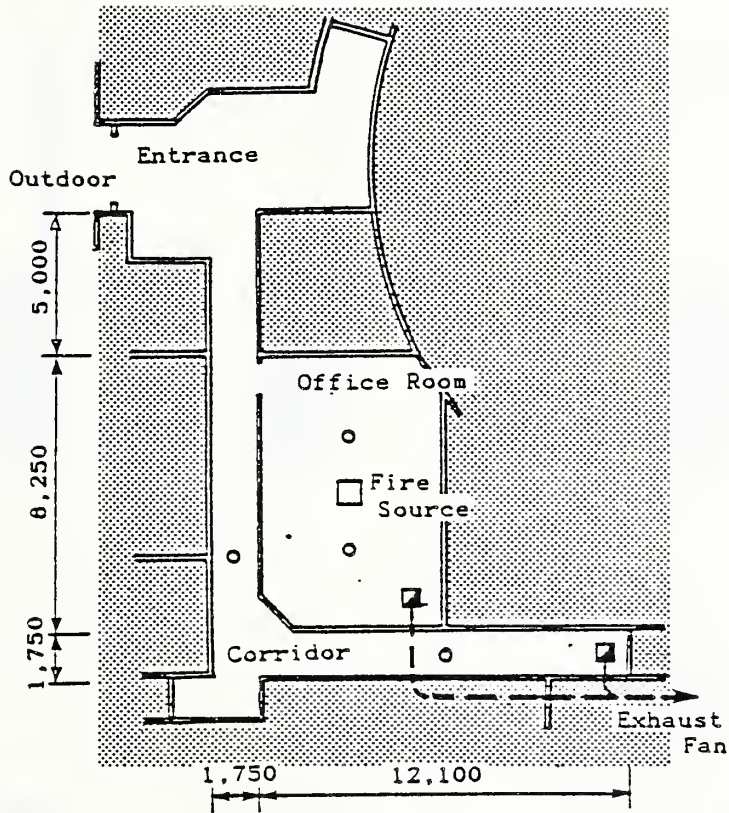 Entrance
Outdoor
5,000
Office Room
8,250
Fire
Source
1,750
Corridor
Exhaust
Fan
1,750
12,100